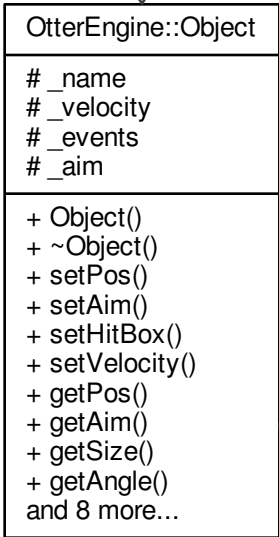 OtterEngine::Object
# _name
# _velocity
# _events
# _aim
+ Object()
+ ~Object()
+ setPos()
+ setAim()
+ setHitBox()
+ setVelocity()
+ getPos()
+ getAim()
+ getSize()
+ getAngle()
and 8 more...